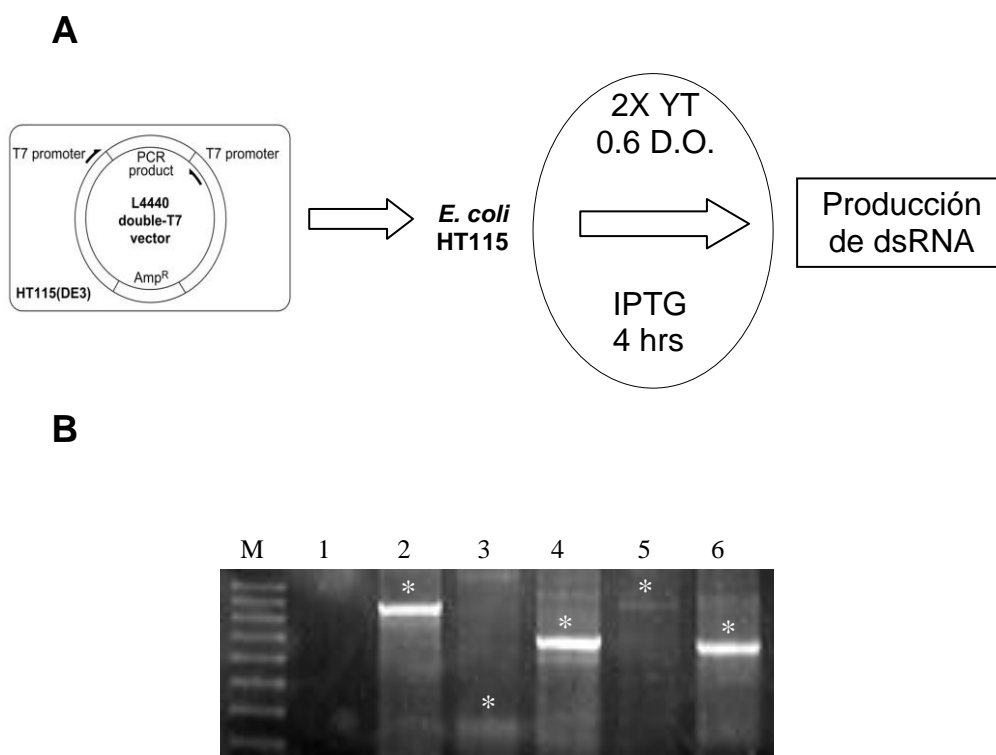 A
T7 promoter
T7 promoter
PCR
product
L4440
double-T7
vector
AmpR
HT115(DE3)
E. coli
HT115
2X YT
0.6 D.O.
IPTG
4 hrs
Producción
de dsRNA
B
M 1 2 3 4 5 6
* * * * * *